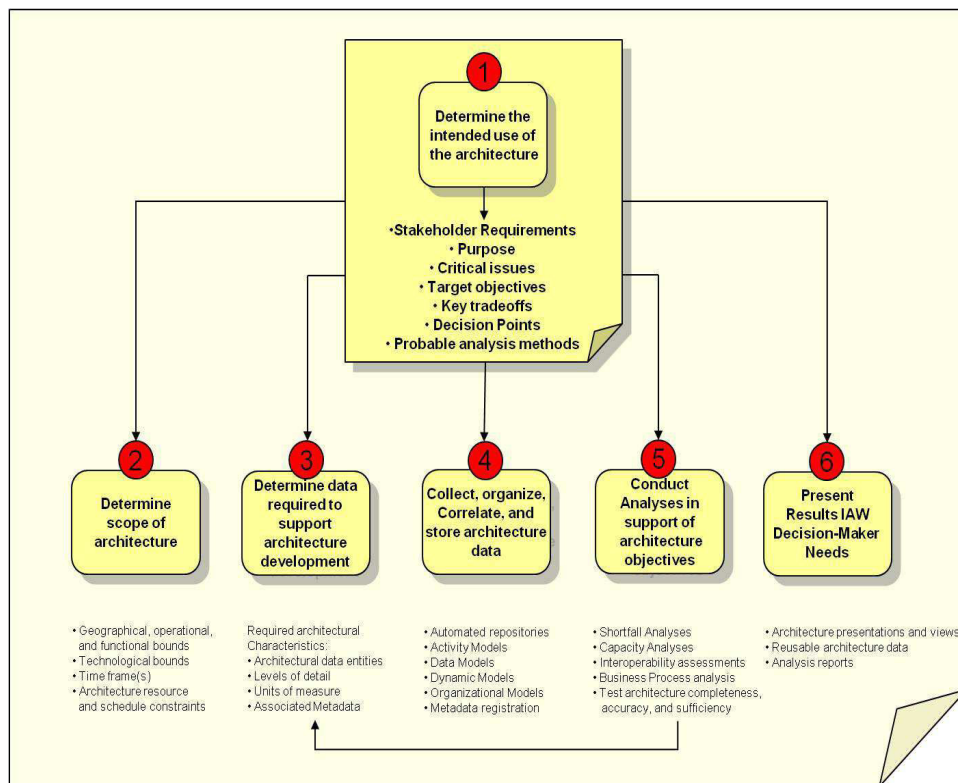 1
Determine the
intended use of
the architecture
•Stakeholder Requirements
• Purpose
• Critical issues
• Target objectives
• Key tradeoffs
• Decision Points
• Probable analysis methods
2
Determine
scope of
architecture
• Geographical, operational,
and functional bounds
• Technological bounds
• Time frame(s)
• Architecture resource
and schedule constraints
3
Determine data
required to
support
architecture
development
Required architectural
Characteristics:
• Architectural data entities
• Levels of detail
• Units of measure
• Associated Metadata
4
Collect, organize,
Correlate, and
store architecture
data
• Automated repositories
• Activity Models
• Data Models
• Dynamic Models
• Organizational Models
• Metadata registration
5
Conduct
Analyses in
support of
architecture
objectives
• Shortfall Analyses
• Capacity Analyses
• Interoperability assessments
• Business Process analysis
• Test architecture completeness,
accuracy, and sufficiency
6
Present
Results IAW
Decision-Maker
Needs
• Architecture presentations and views
• Reusable architecture data
• Analysis reports